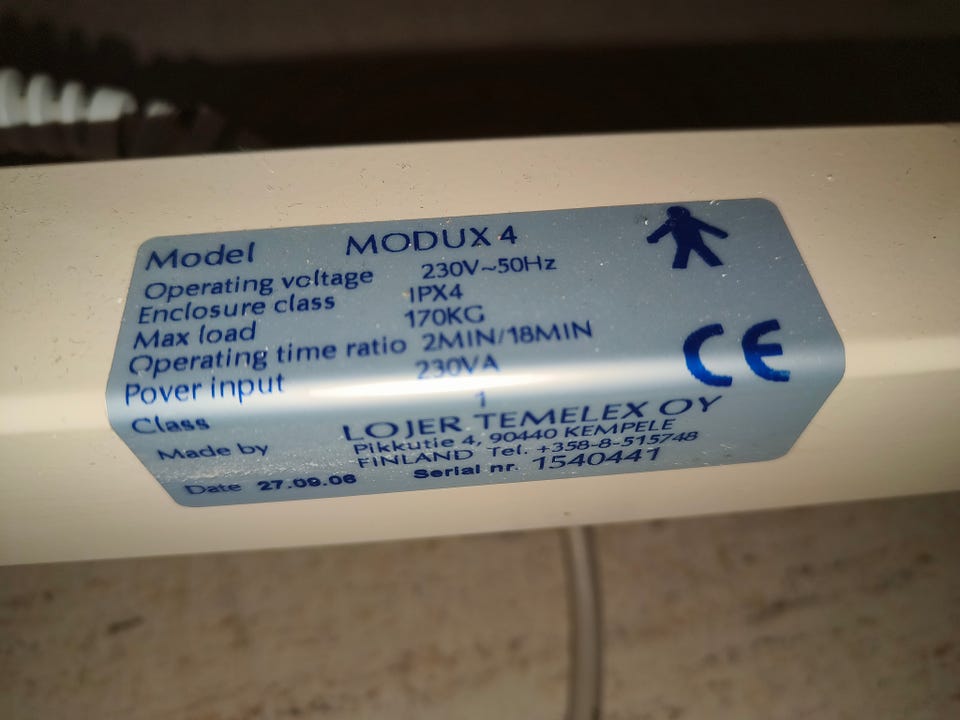 Model MODUX 4
Operating voltage 230V~50Hz
Enclosure class IPX4
Max load 170KG
Operating time ratio 2MIN/18MIN
Pover input 230VA
Class 1
Made by LOJER TEMELEX OY
Pikkutie 4, 90440 KEMPELE
FINLAND Tel. +358-8-515748
Date 27.09.06 Serial nr. 1540441
CE